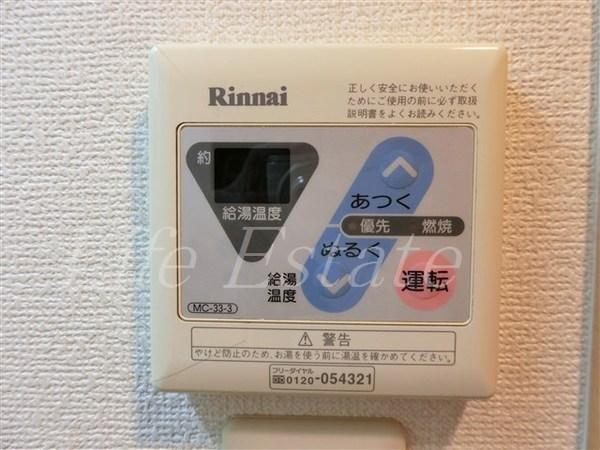 Rinnai
正しく安全にお使いいただく
ためにご使用の前に必ず取扱
説明書をよくお読みください。
約
給湯温度
あつく
優先 燃焼
ぬるく
給湯
温度
運転
MC-33-3
⚠ 警告
やけど防止のため、お湯を使う前に湯温を確かめてください。
フリーダイヤル
0120-054321
fe Estate